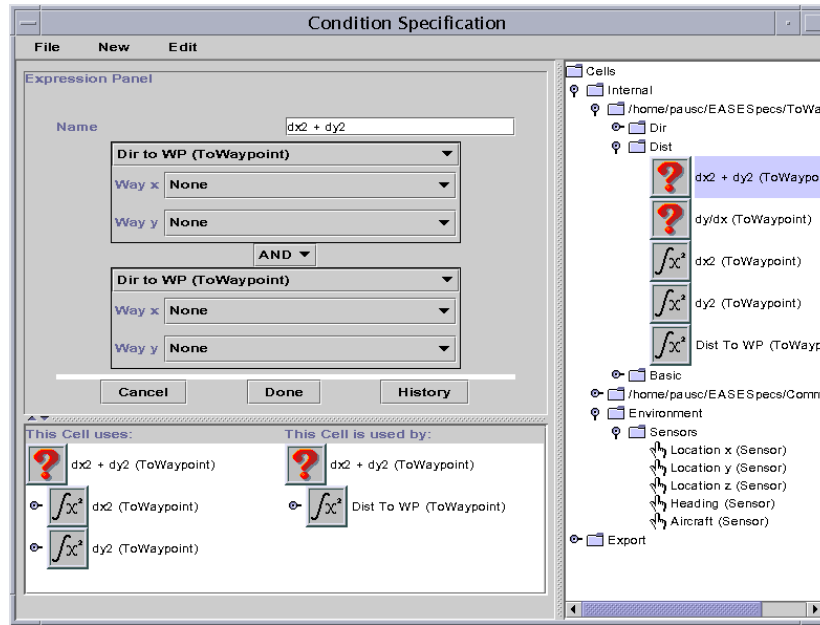 Condition Specification
File New Edit
Expression Panel
Name dx2 + dy2
Dir to WP (ToWaypoint)
Way x None
Way y None
AND
Dir to WP (ToWaypoint)
Way x None
Way y None
Cancel Done History
This Cell uses: This Cell is used by:
dx2 + dy2 (ToWaypoint) dx2 + dy2 (ToWaypoint)
dx2 (ToWaypoint) Dist To WP (ToWaypoint)
dy2 (ToWaypoint)
Cells
Internal
/home/pausc/EASESpecs/ToWa
Dir
Dist
dx2 + dy2 (ToWaypo
dy/dx (ToWaypoint)
dx2 (ToWaypoint)
dy2 (ToWaypoint)
Dist To WP (ToWayp
Basic
/home/pausc/EASESpecs/Comm
Environment
Sensors
Location x (Sensor)
Location y (Sensor)
Location z (Sensor)
Heading (Sensor)
Aircraft (Sensor)
Export